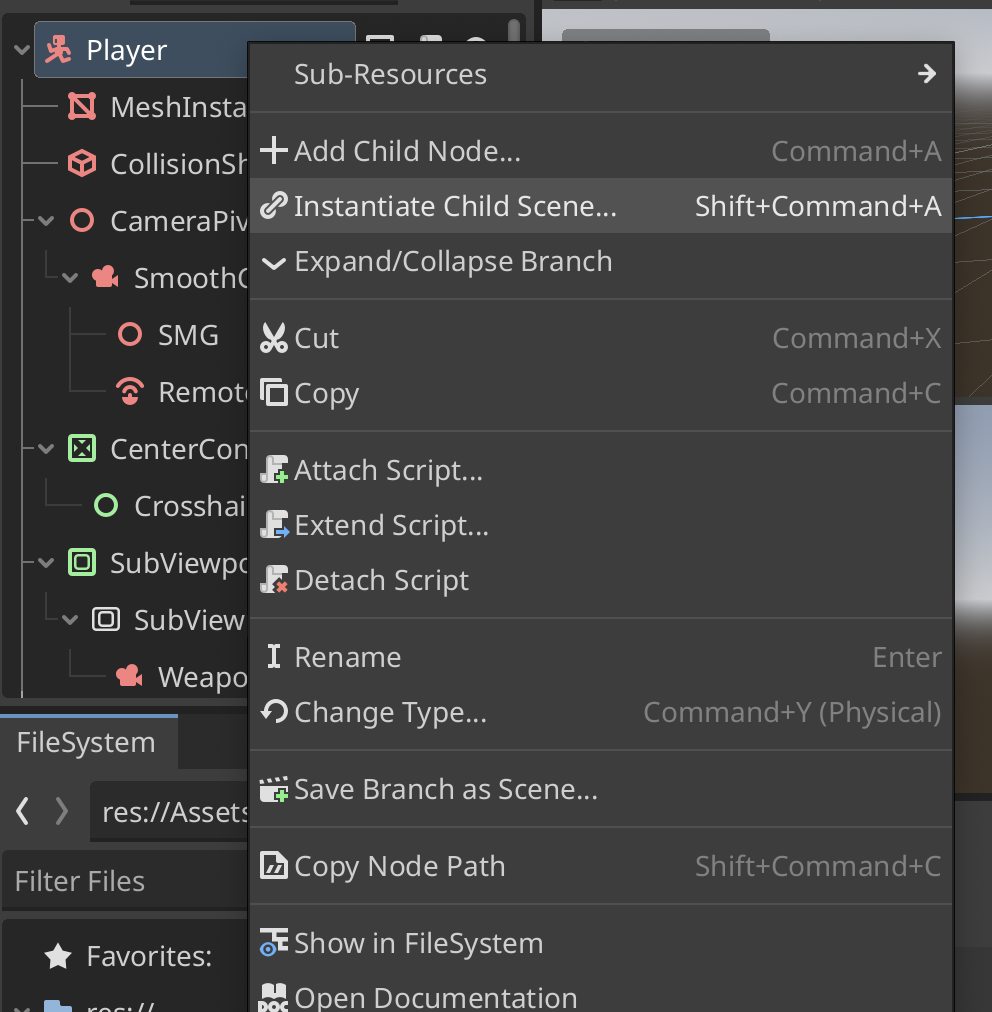 Player
MeshInsta
CollisionSh
CameraPiv
SmoothC
SMG
Remote
CenterCon
Crosshai
SubViewpo
SubView
Weapo
FileSystem
res://Assets
Filter Files
Favorites:
res://
Sub-Resources
Add Child Node... Command+A
Instantiate Child Scene... Shift+Command+A
Expand/Collapse Branch
Cut Command+X
Copy Command+C
Attach Script...
Extend Script...
Detach Script
Rename Enter
Change Type... Command+Y (Physical)
Save Branch as Scene...
Copy Node Path Shift+Command+C
Show in FileSystem
Open Documentation